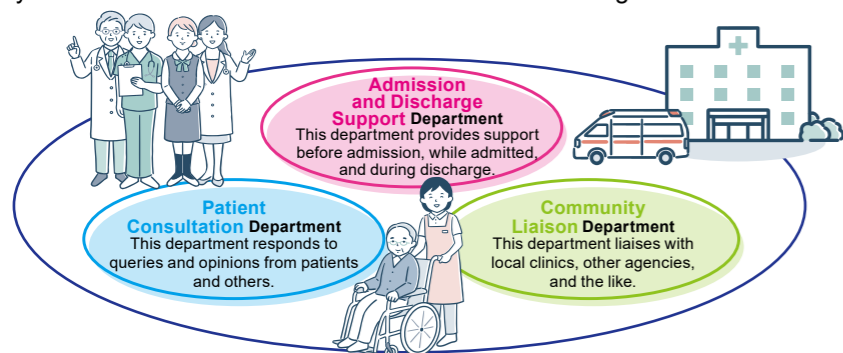 Admission
and Discharge
Support Department
This department provides support
before admission, while admitted,
and during discharge.
Patient
Consultation Department
This department responds to
queries and opinions from patients
and others.
Community
Liaison Department
This department liaises with
local clinics, other agencies,
and the like.